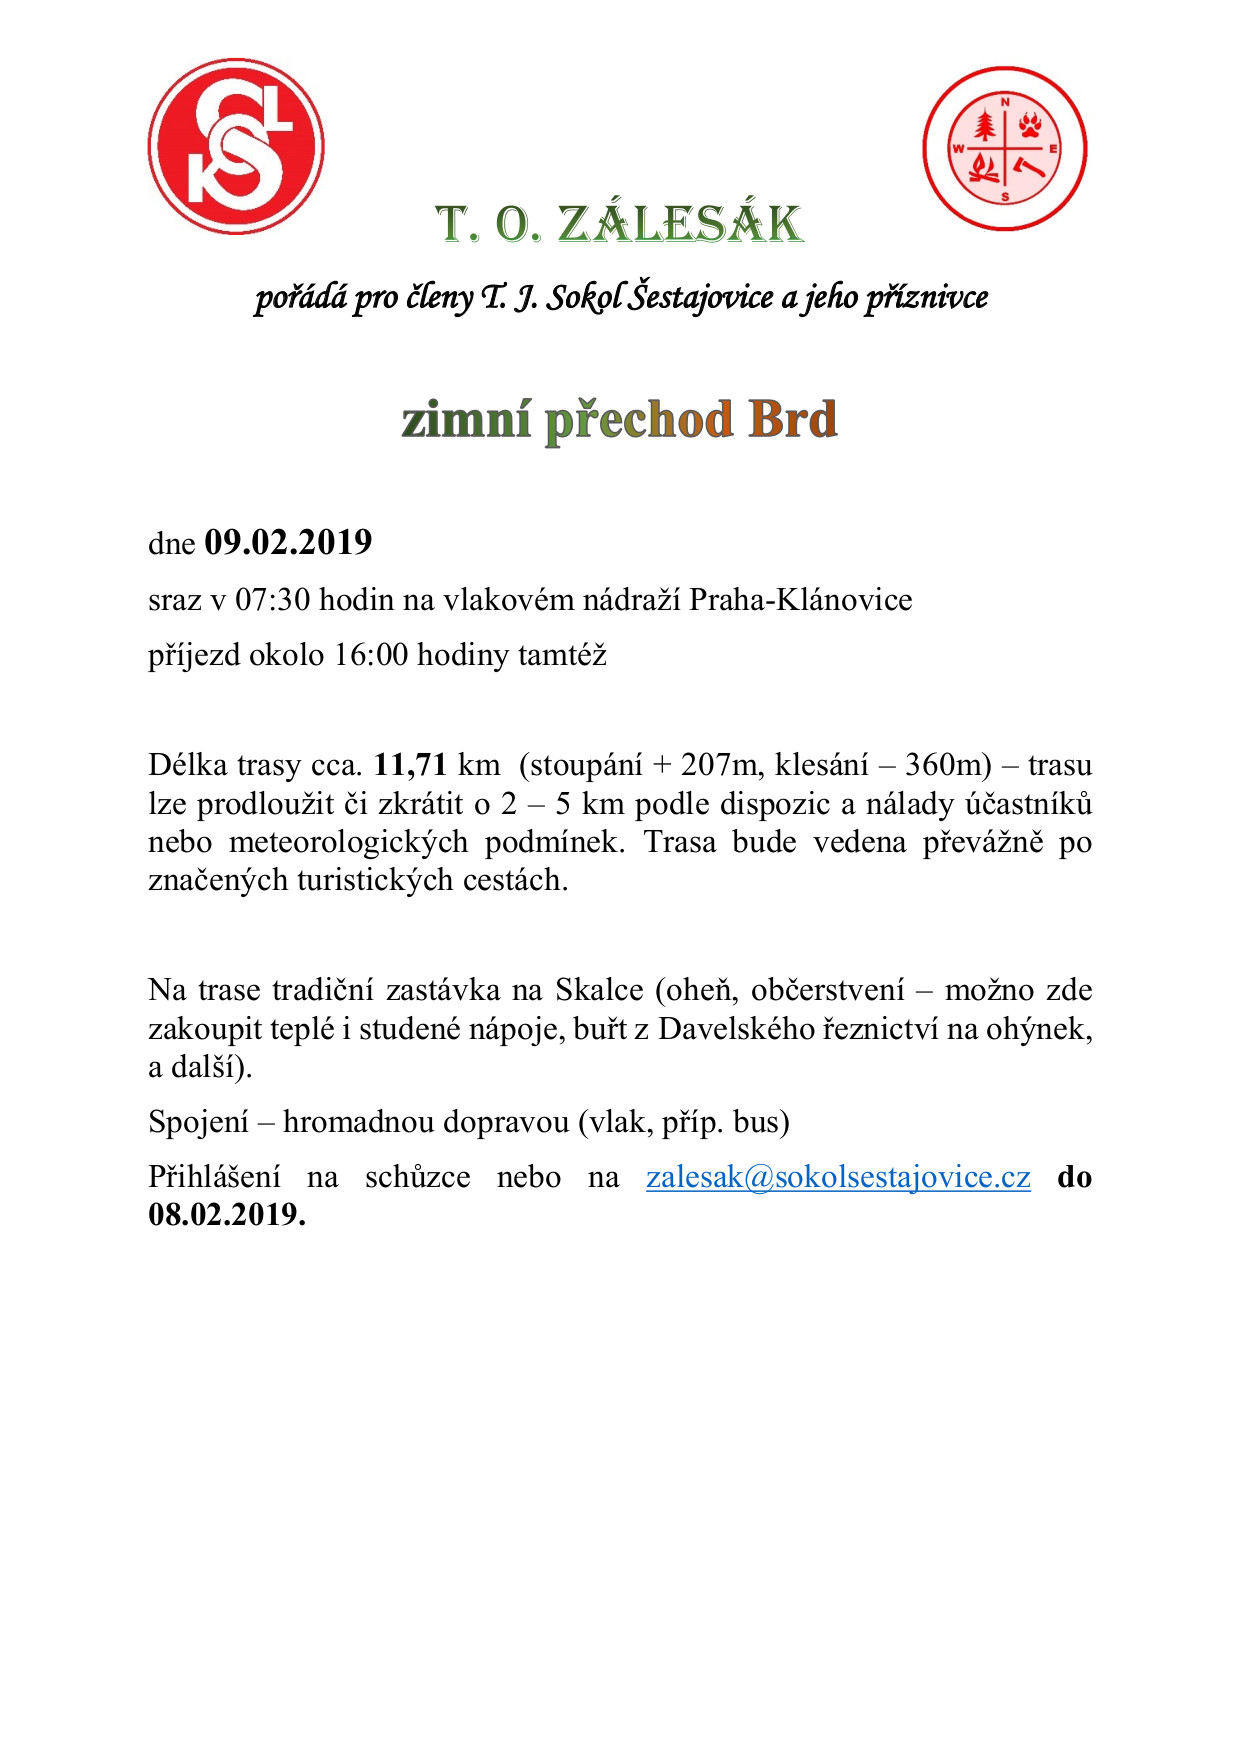 SOKOL
N
W E
S
T. O. ZÁLESÁK
pořádá pro členy T. J. Sokol Šestajovice a jeho příznivce
zimní přechod Brd
dne 09.02.2019
sraz v 07:30 hodin na vlakovém nádraží Praha-Klánovice
příjezd okolo 16:00 hodiny tamtéž
Délka trasy cca. 11,71 km (stoupání + 207m, klesání – 360m) – trasu
lze prodloužit či zkrátit o 2 – 5 km podle dispozic a nálady účastníků
nebo meteorologických podmínek. Trasa bude vedena převážně po
značených turistických cestách.
Na trase tradiční zastávka na Skalce (oheň, občerstvení – možno zde
zakoupit teplé i studené nápoje, buřt z Davelského řeznictví na ohýnek,
a další).
Spojení – hromadnou dopravou (vlak, příp. bus)
Přihlášení na schůzce nebo na zalesak@sokolsestajovice.cz do
08.02.2019.